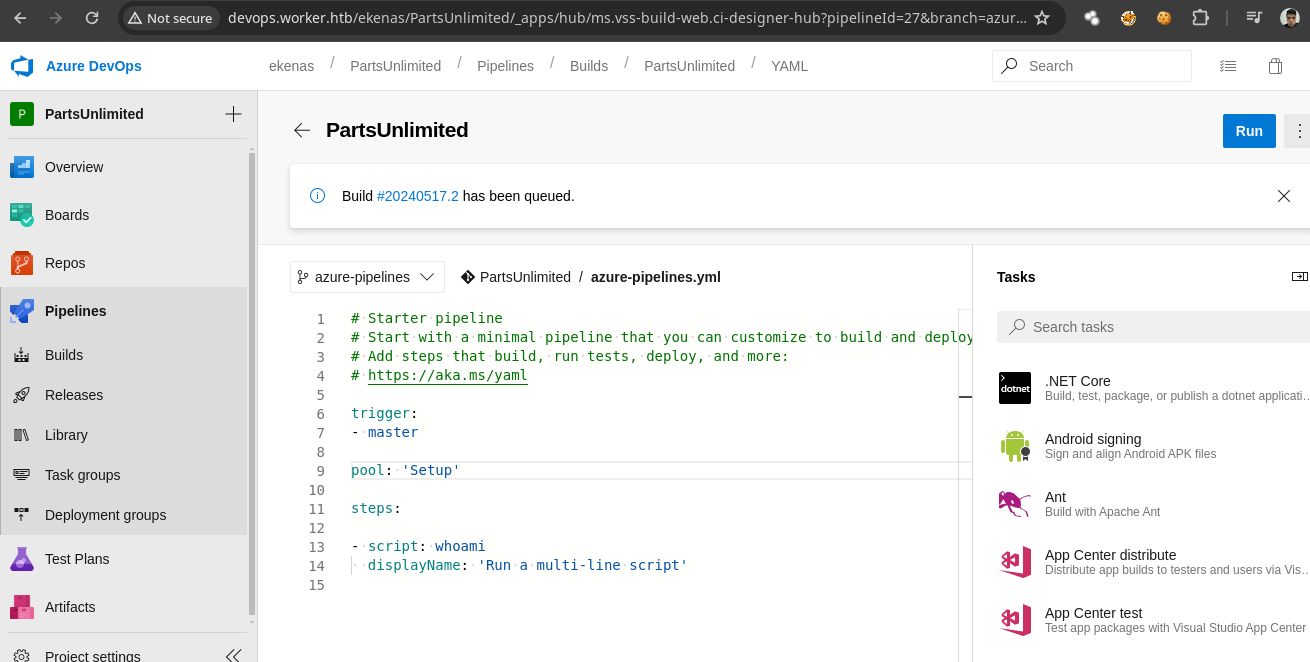 Not secure devops.worker.htb/ekenas/PartsUnlimited/_apps/hub/ms.vss-build-web.ci-designer-hub?pipelineId=27&branch=azur...
Azure DevOps
ekenas / PartsUnlimited / Pipelines / Builds / PartsUnlimited / YAML
Search
P PartsUnlimited
Overview
Boards
Repos
Pipelines
Builds
Releases
Library
Task groups
Deployment groups
Test Plans
Artifacts
Project settings
PartsUnlimited
Run
Build #20240517.2 has been queued.
azure-pipelines
PartsUnlimited / azure-pipelines.yml
1 # Starter pipeline
2 # Start with a minimal pipeline that you can customize to build and deploy
3 # Add steps that build, run tests, deploy, and more:
4 # https://aka.ms/yaml
5
6 trigger:
7 - master
8
9 pool: 'Setup'
10
11 steps:
12
13 - script: whoami
14   displayName: 'Run a multi-line script'
15
Tasks
Search tasks
dotnet
.NET Core
Build, test, package, or publish a dotnet applicati...
Android signing
Sign and align Android APK files
Ant
Build with Apache Ant
App Center distribute
Distribute app builds to testers and users via Vis...
App Center test
Test app packages with Visual Studio App Center